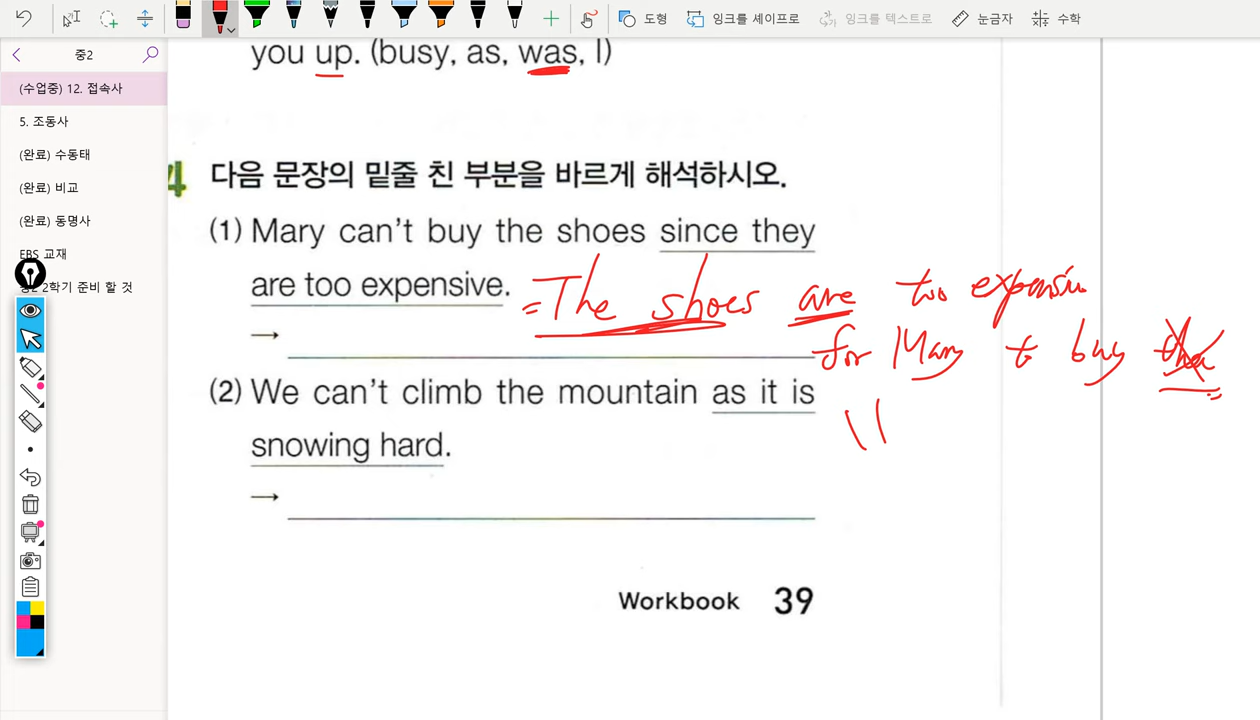 도형
잉크를 셰이프로
잉크를 텍스트로
눈금자
수학
중2
(수업중) 12. 접속사
5. 조동사
(완료) 수동태
(완료) 비교
(완료) 동명사
EBS 교재
2학기 준비 할 것
you up. (busy, as, was, I)
4 다음 문장의 밑줄 친 부분을 바르게 해석하시오.
(1) Mary can't buy the shoes since they
are too expensive.
= The shoes are too expensive
→
for Mary to buy
(2) We can't climb the mountain as it is
snowing hard.
→
Workbook 39